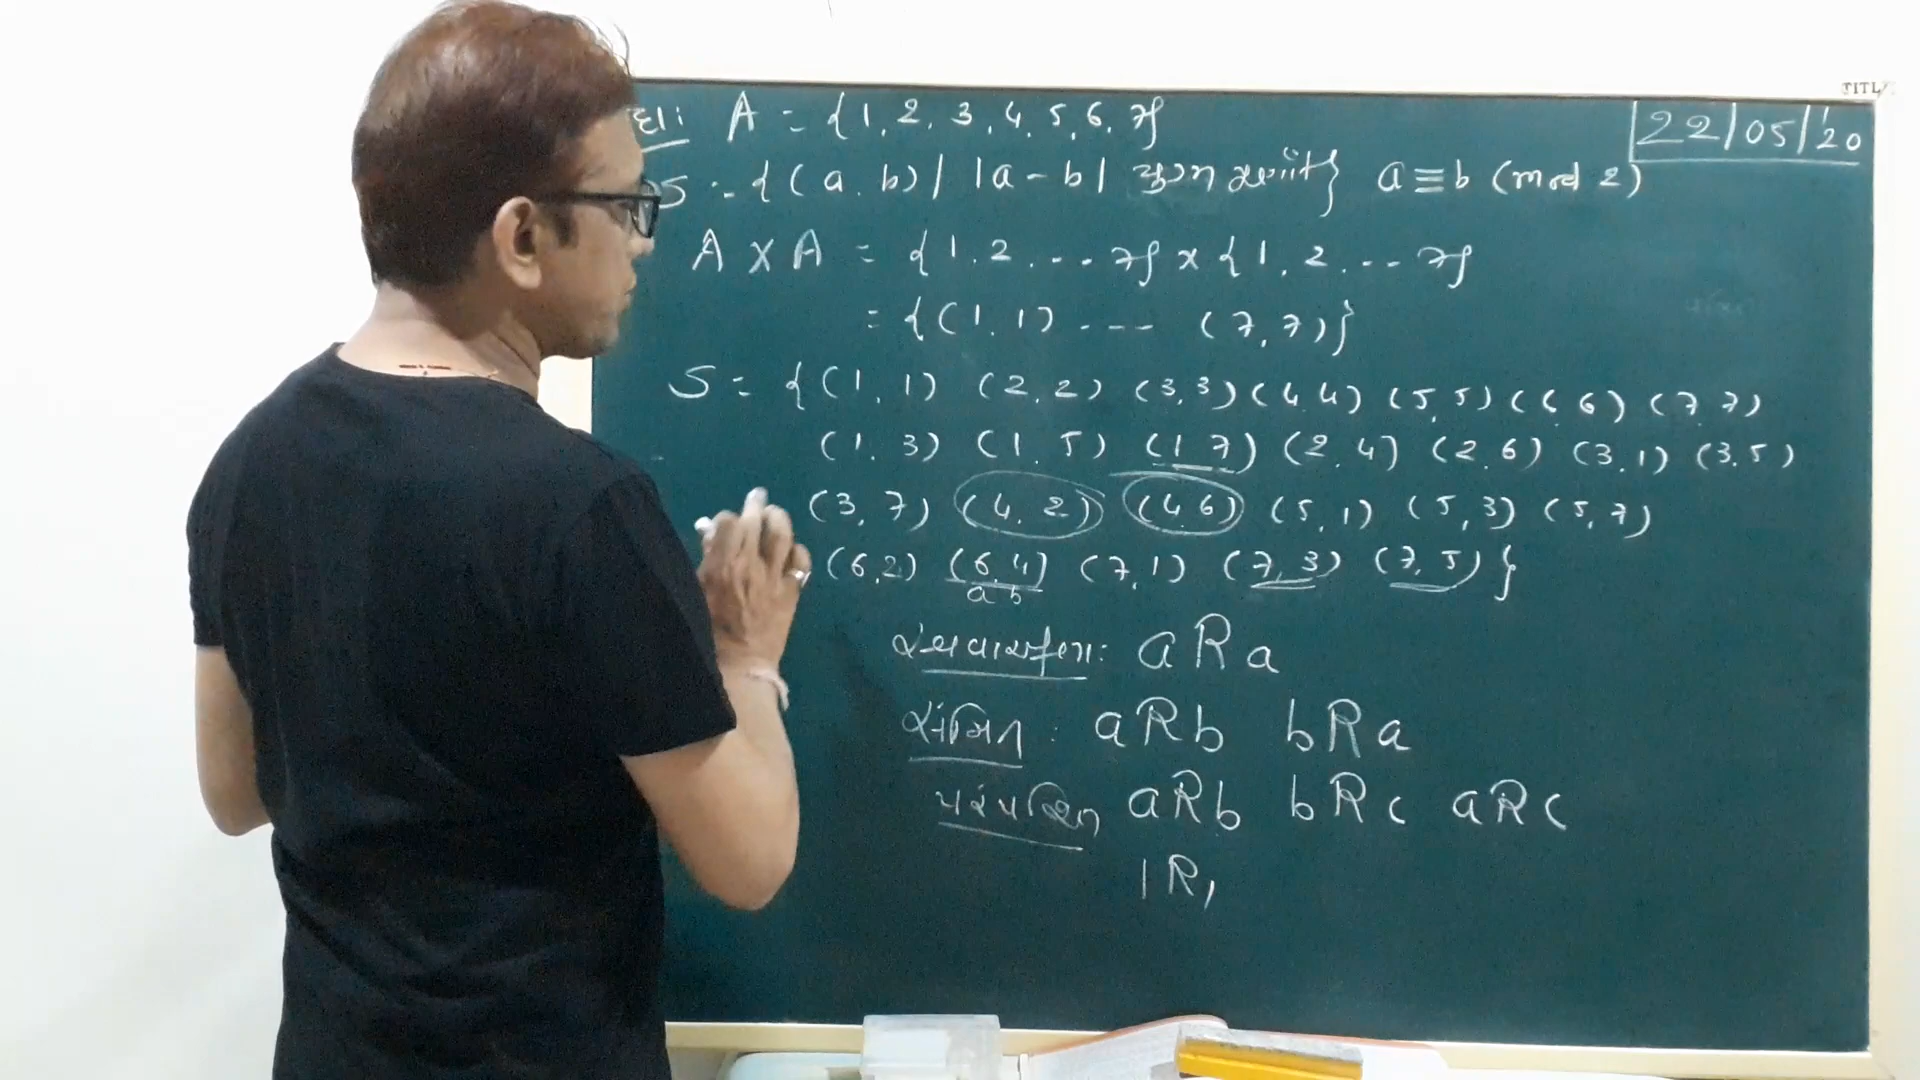 દા: A = {1, 2, 3, 4, 5, 6, 7}
22/05/'20
S = {(a, b) / |a - b| યુગ્મ સંખ્યા} a ≡ b (mod 2)
A X A = {1, 2 ... 7} x {1, 2 ... 7}
= {(1, 1) --- (7, 7)}
S = {(1, 1) (2, 2) (3, 3) (4, 4) (5, 5) (6, 6) (7, 7)
(1, 3) (1, 5) (1, 7) (2, 4) (2, 6) (3, 1) (3, 5)
(3, 7) (4, 2) (4, 6) (5, 1) (5, 3) (5, 7)
(6, 2) (6, 4) (7, 1) (7, 3) (7, 5)}
a b
સ્વવાચકતા: aRa
સંમિત: aRb bRa
પરંપરિત aRb bRc aRc
1R1